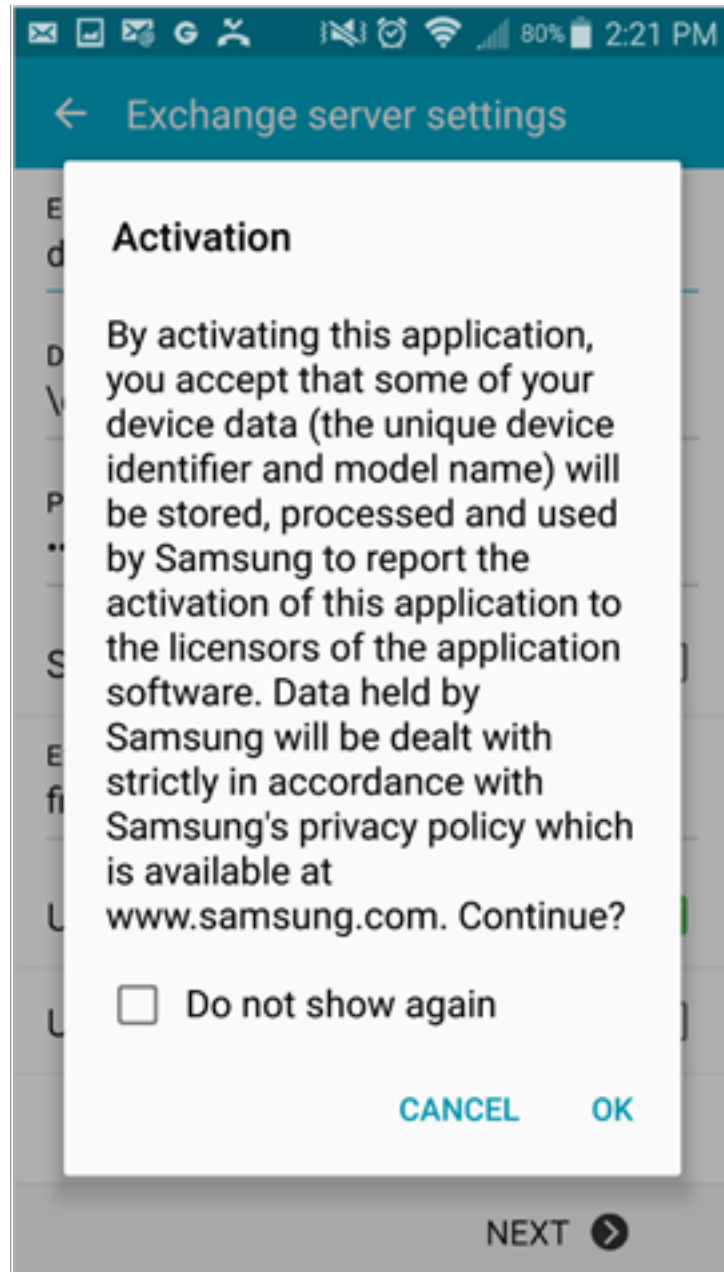 80% 2:21 PM
Exchange server settings
Activation
By activating this application,
you accept that some of your
device data (the unique device
identifier and model name) will
be stored, processed and used
by Samsung to report the
activation of this application to
the licensors of the application
software. Data held by
Samsung will be dealt with
strictly in accordance with
Samsung's privacy policy which
is available at
www.samsung.com. Continue?
Do not show again
CANCEL OK
NEXT